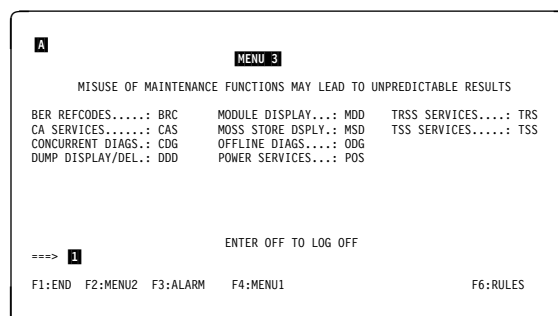 A
MENU 3
MISUSE OF MAINTENANCE FUNCTIONS MAY LEAD TO UNPREDICTABLE RESULTS
BER REFCODES.....: BRC MODULE DISPLAY...: MDD TRSS SERVICES....: TRS
CA SERVICES......: CAS MOSS STORE DSPLY.: MSD TSS SERVICES.....: TSS
CONCURRENT DIAGS.: CDG OFFLINE DIAGS....: ODG
DUMP DISPLAY/DEL.: DDD POWER SERVICES...: POS
ENTER OFF TO LOG OFF
===> 1
F1:END F2:MENU2 F3:ALARM F4:MENU1 F6:RULES